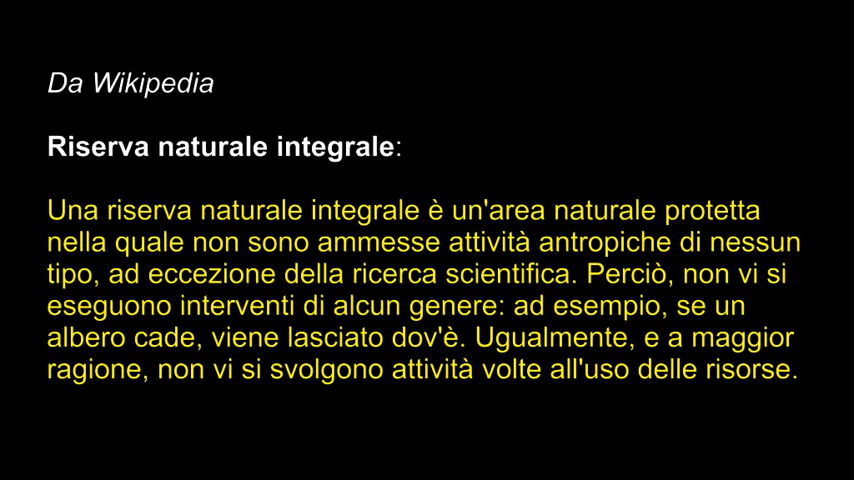 Da Wikipedia
Riserva naturale integrale:
Una riserva naturale integrale è un'area naturale protetta
nella quale non sono ammesse attività antropiche di nessun
tipo, ad eccezione della ricerca scientifica. Perciò, non vi si
eseguono interventi di alcun genere: ad esempio, se un
albero cade, viene lasciato dov'è. Ugualmente, e a maggior
ragione, non vi si svolgono attività volte all'uso delle risorse.